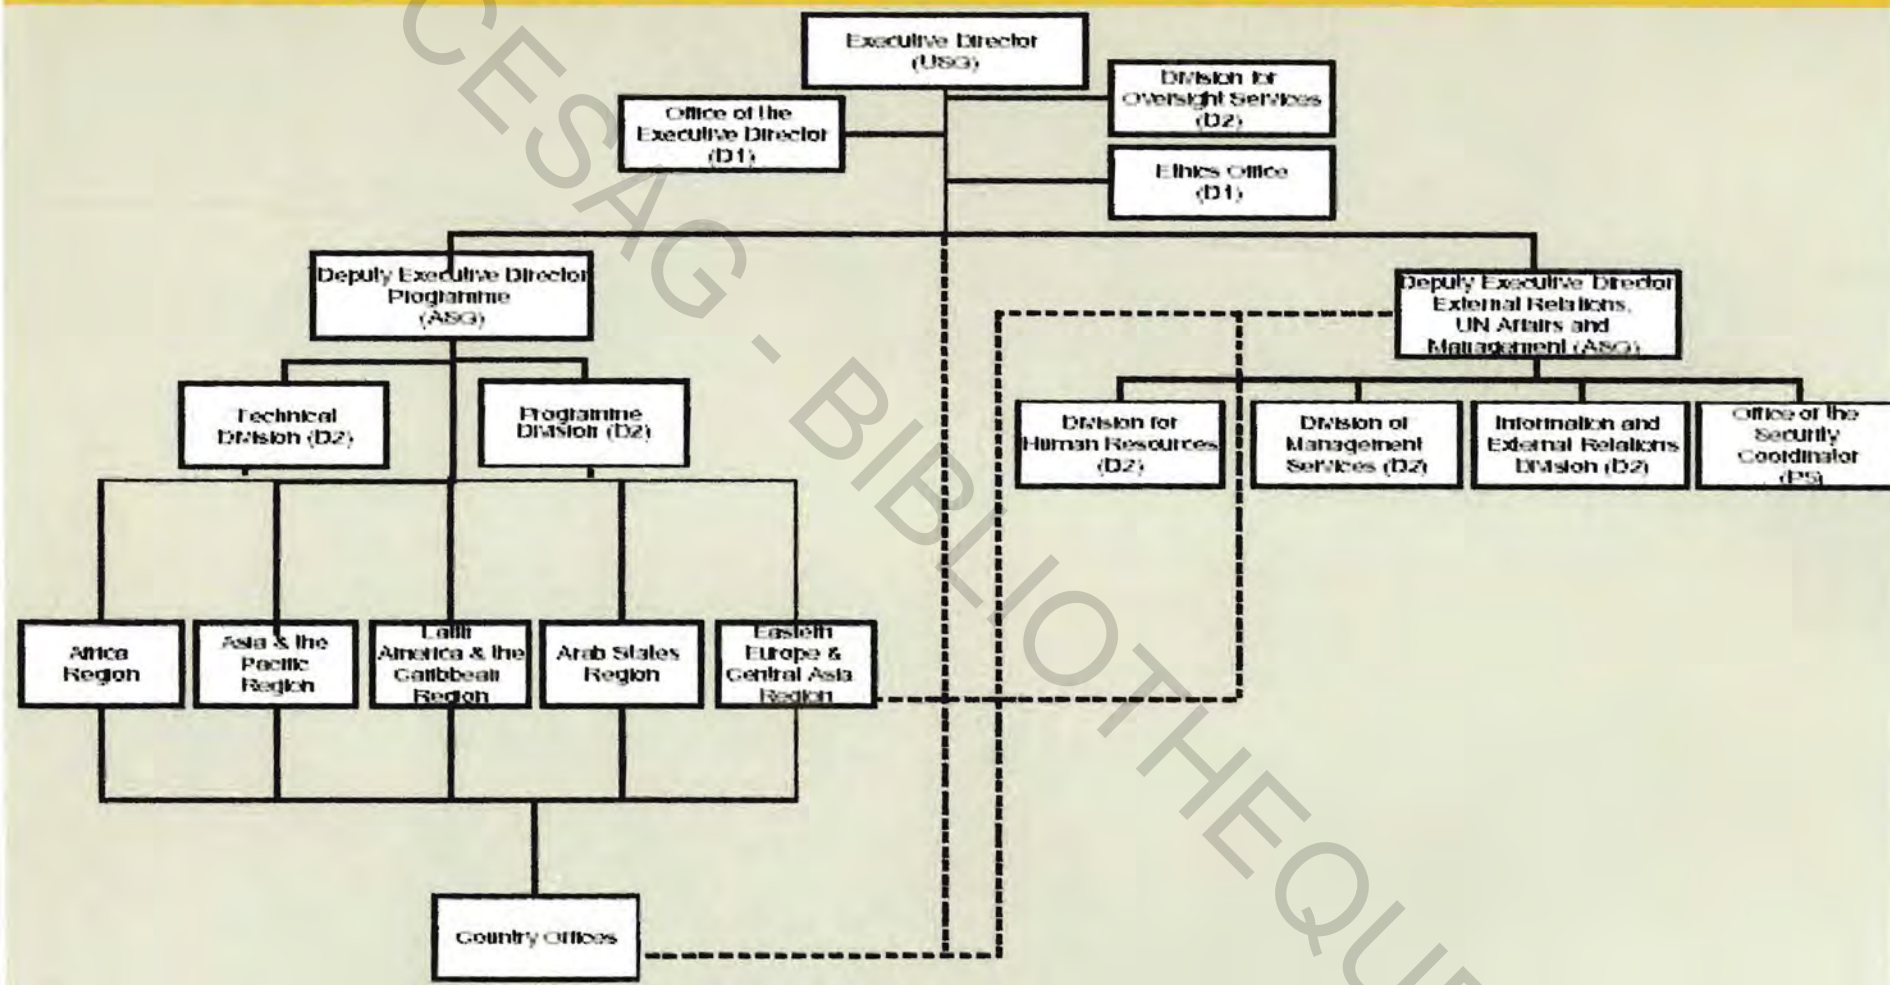 Executive Director
(USG)
Division for
Oversight Services
(D2)
Office of the
Executive Director
(D1)
Ethics Office
(D1)
Deputy Executive Director
Programme
(ASG)
Deputy Executive Director
External Relations,
UN Affairs and
Management (ASG)
Technical
Division (D2)
Programme
Division (D2)
Division for
Human Resources
(D2)
Division of
Management
Services (D2)
Information and
External Relations
Division (D2)
Office of the
Security
Coordinator
(P5)
Africa
Region
Asia & the
Pacific
Region
Latin
America & the
Caribbean
Region
Arab States
Region
Eastern
Europe &
Central Asia
Region
Country Offices
CESAG - BIBLIOTHEQUE